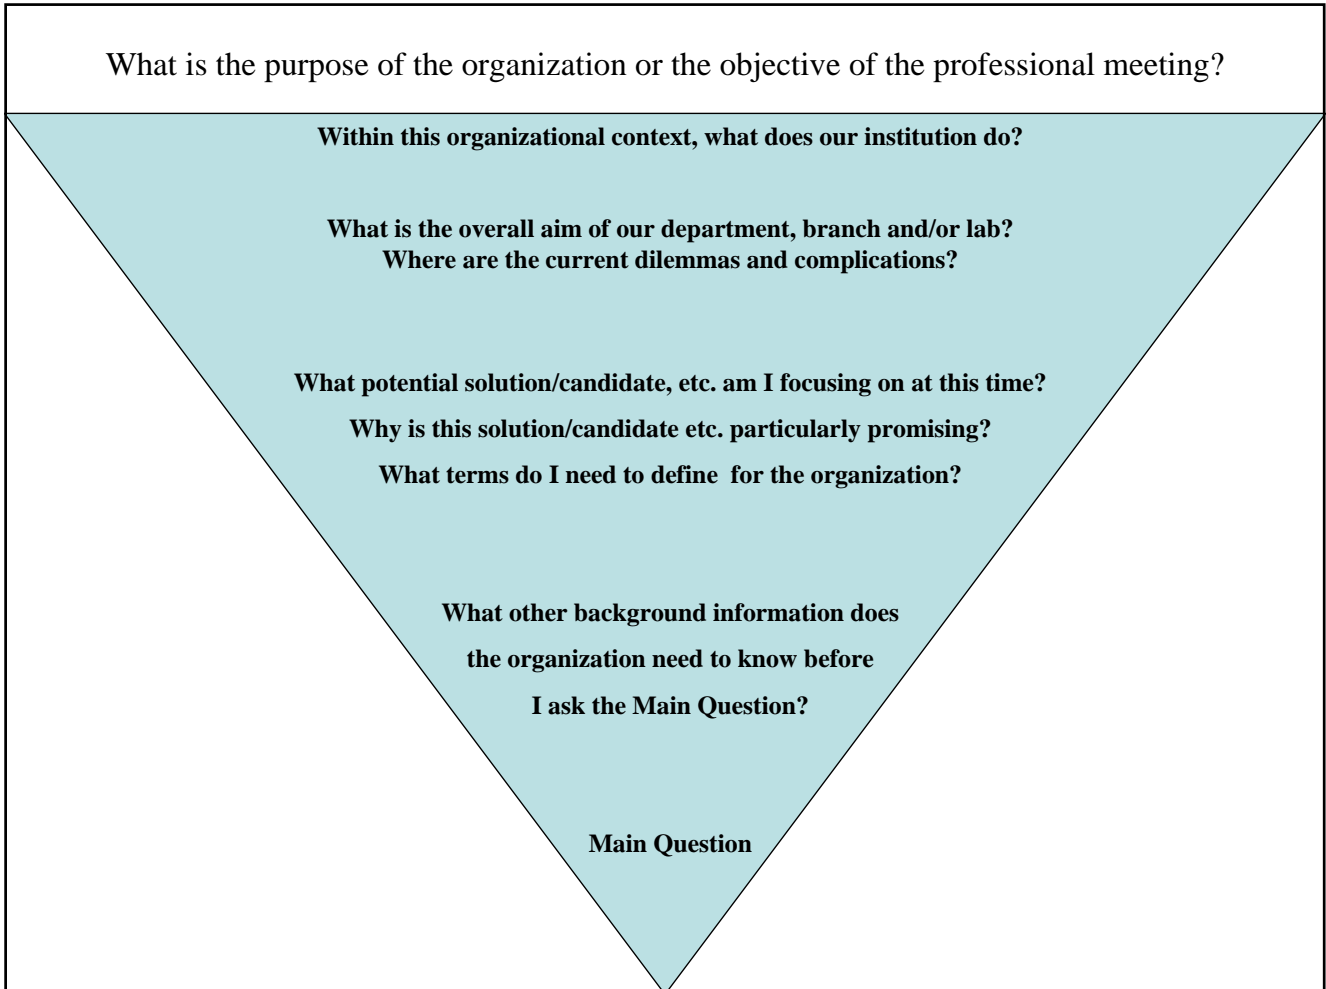 What is the purpose of the organization or the objective of the professional meeting?
Within this organizational context, what does our institution do?
What is the overall aim of our department, branch and/or lab?
Where are the current dilemmas and complications?
What potential solution/candidate, etc. am I focusing on at this time?
Why is this solution/candidate etc. particularly promising?
What terms do I need to define  for the organization?
What other background information does
the organization need to know before
I ask the Main Question?
Main Question